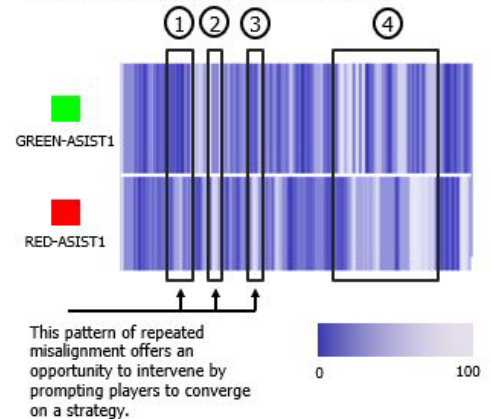 1 2 3 4
GREEN-ASIST1
RED-ASIST1
This pattern of repeated
misalignment offers an
opportunity to intervene by
prompting players to converge
on a strategy.
0 100